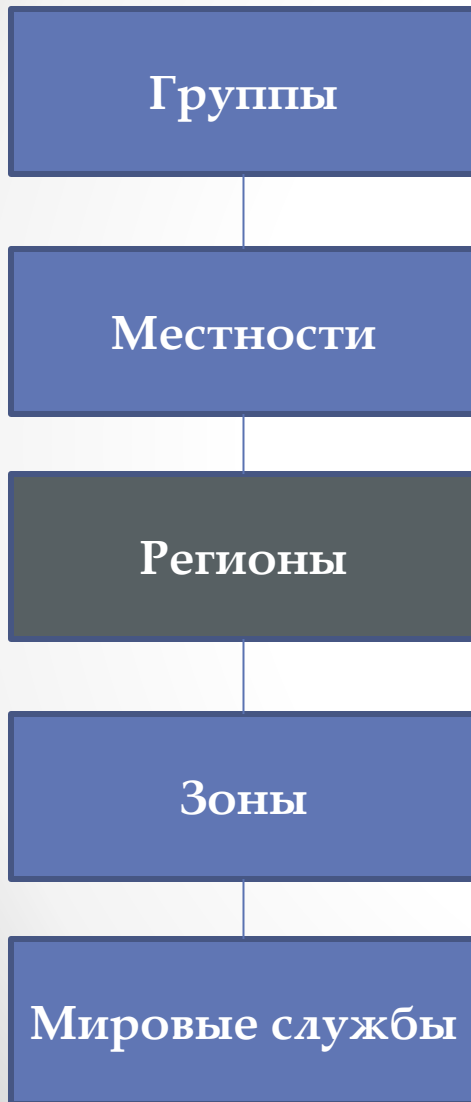 Группы
Местности
Регионы
Зоны
Мировые службы